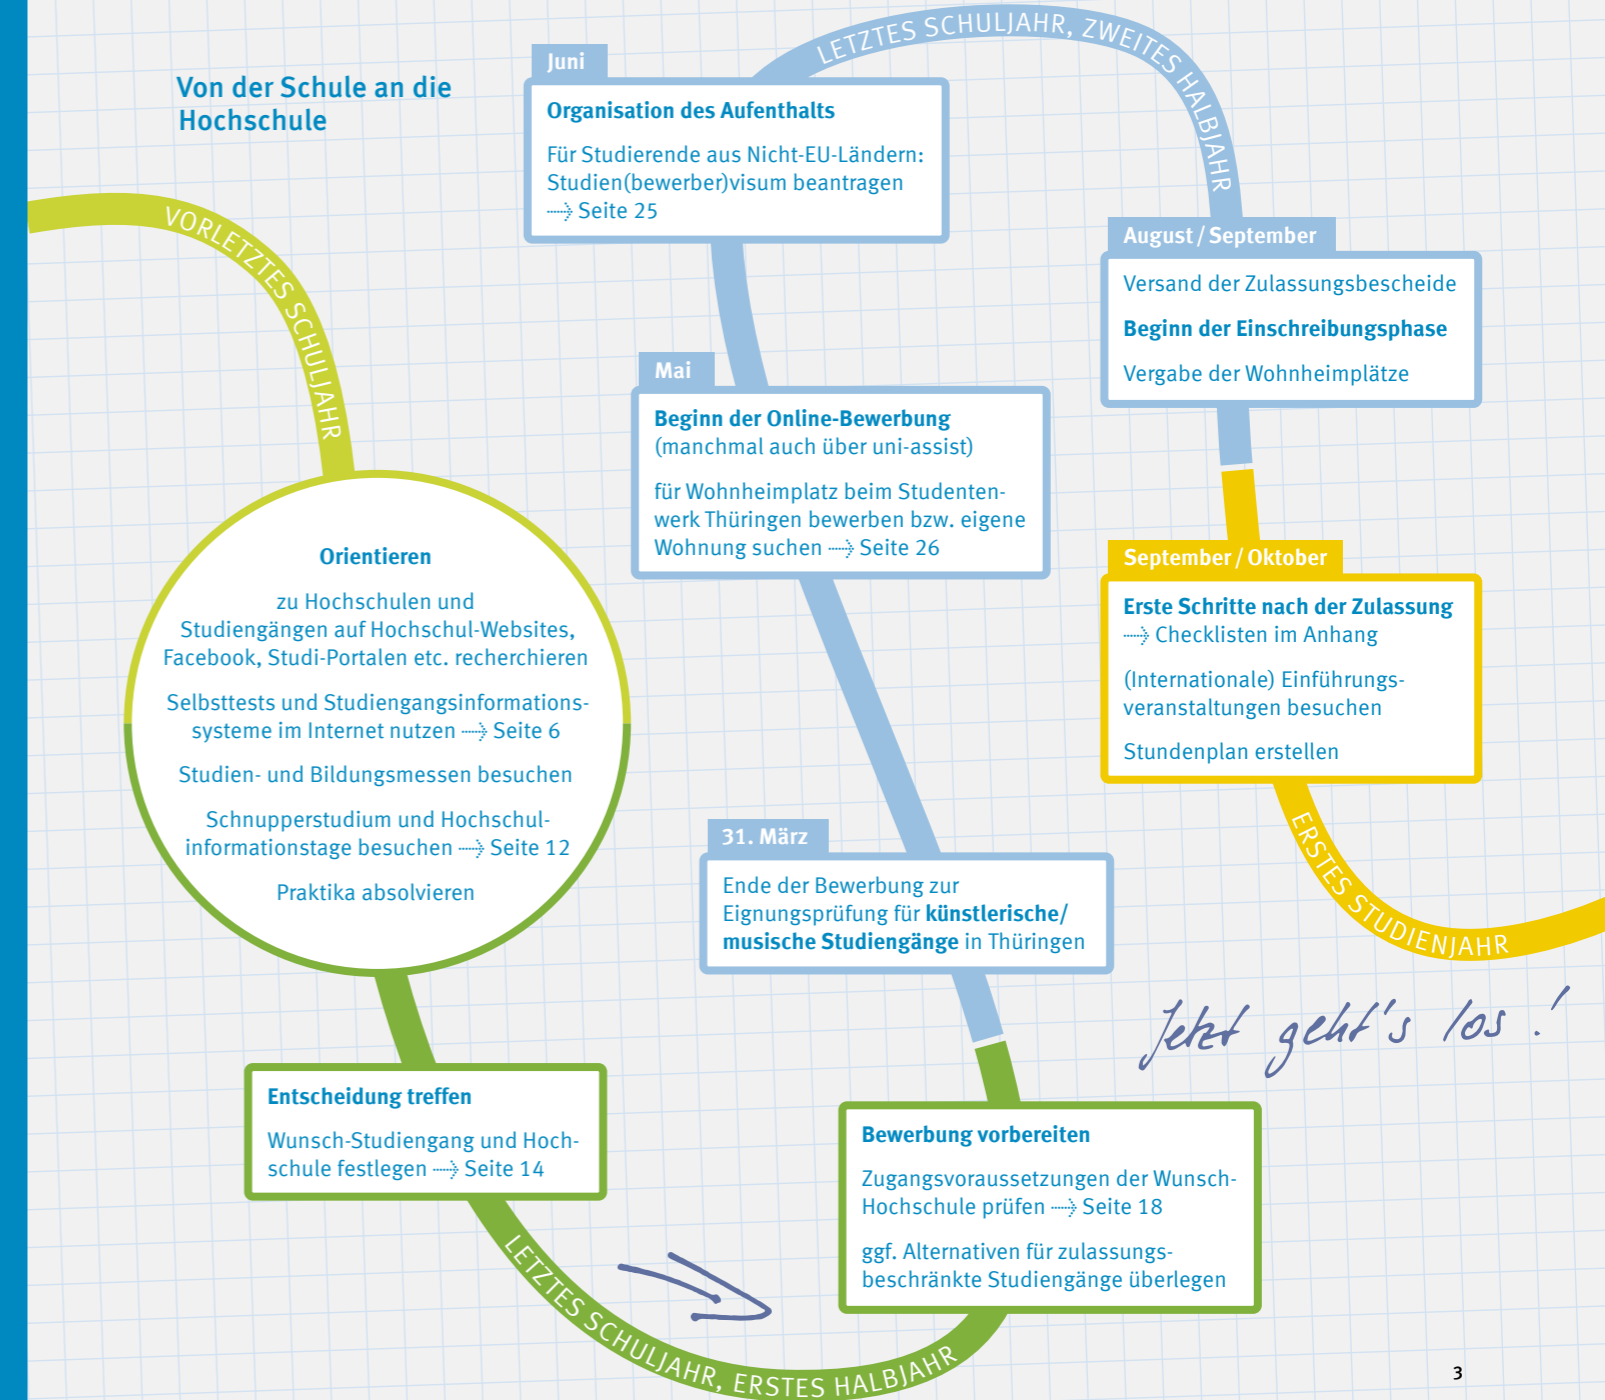 Von der Schule an die
Hochschule
VORLETZTES SCHULJAHR
Orientieren
zu Hochschulen und
Studiengängen auf Hochschul-Websites,
Facebook, Studi-Portalen etc. recherchieren
Selbsttests und Studiengangsinformations-
systeme im Internet nutzen ····> Seite 6
Studien- und Bildungsmessen besuchen
Schnupperstudium und Hochschul-
informationstage besuchen ····> Seite 12
Praktika absolvieren
Entscheidung treffen
Wunsch-Studiengang und Hoch-
schule festlegen ····> Seite 14
LETZTES SCHULJAHR, ERSTES HALBJAHR
Bewerbung vorbereiten
Zugangsvoraussetzungen der Wunsch-
Hochschule prüfen ····> Seite 18
ggf. Alternativen für zulassungs-
beschränkte Studiengänge überlegen
31. März
Ende der Bewerbung zur
Eignungsprüfung für künstlerische/
musische Studiengänge in Thüringen
Mai
Beginn der Online-Bewerbung
(manchmal auch über uni-assist)
für Wohnheimplatz beim Studenten-
werk Thüringen bewerben bzw. eigene
Wohnung suchen ····> Seite 26
Juni
Organisation des Aufenthalts
Für Studierende aus Nicht-EU-Ländern:
Studien(bewerber)visum beantragen
····> Seite 25
LETZTES SCHULJAHR, ZWEITES HALBJAHR
August / September
Versand der Zulassungsbescheide
Beginn der Einschreibungsphase
Vergabe der Wohnheimplätze
September / Oktober
Erste Schritte nach der Zulassung
····> Checklisten im Anhang
(Internationale) Einführungs-
veranstaltungen besuchen
Stundenplan erstellen
ERSTES STUDIENJAHR
Jetzt geht's los!
3